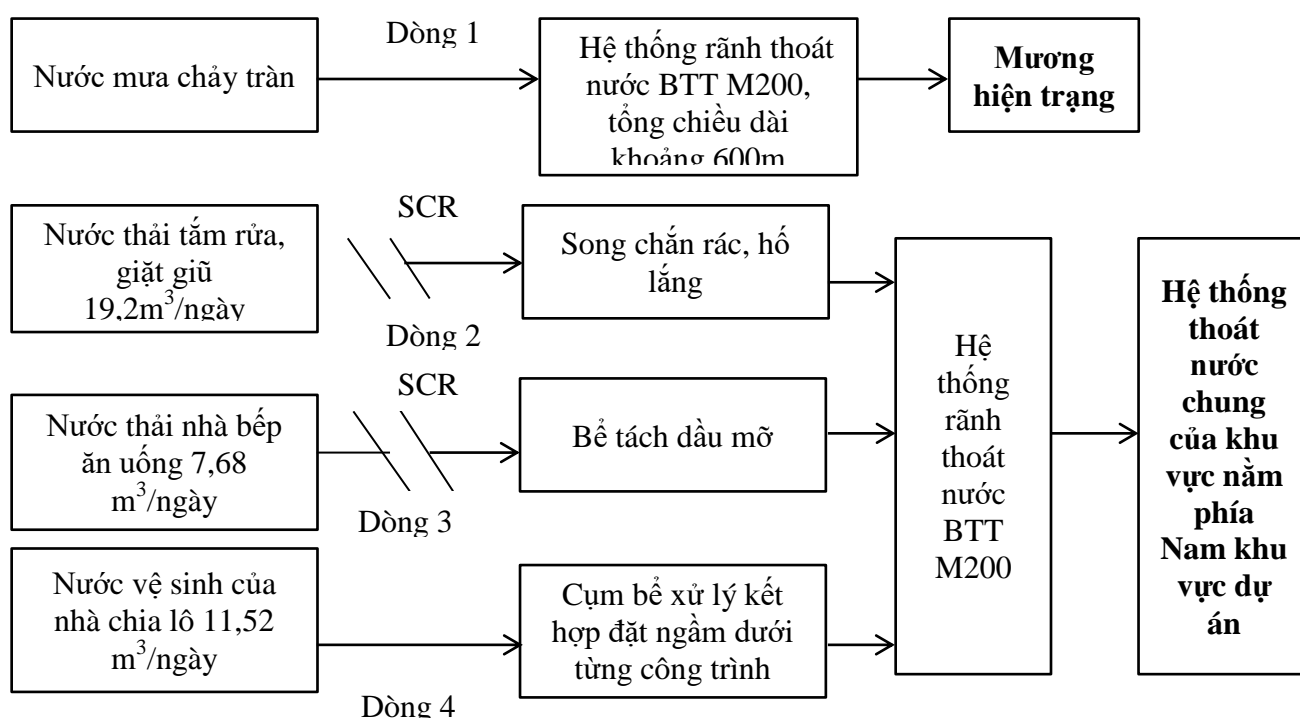 Dòng 1
Nước mưa chảy tràn
Hệ thống rãnh thoát
nước BTT M200,
tổng chiều dài
khoảng 600m
Mương
hiện trạng
Nước thải tắm rửa,
giặt giũ
19,2m³/ngày
SCR
Dòng 2
Song chắn rác, hố
lắng
Nước thải nhà bếp
ăn uống 7,68
m³/ngày
SCR
Dòng 3
Bể tách dầu mỡ
Nước vệ sinh của
nhà chia lô 11,52
m³/ngày
Dòng 4
Cụm bể xử lý kết
hợp đặt ngầm dưới
từng công trình
Hệ
thống
rãnh
thoát
nước
BTT
M200
Hệ thống
thoát
nước
chung
của khu
vực nằm
phía
Nam khu
vực dự
án